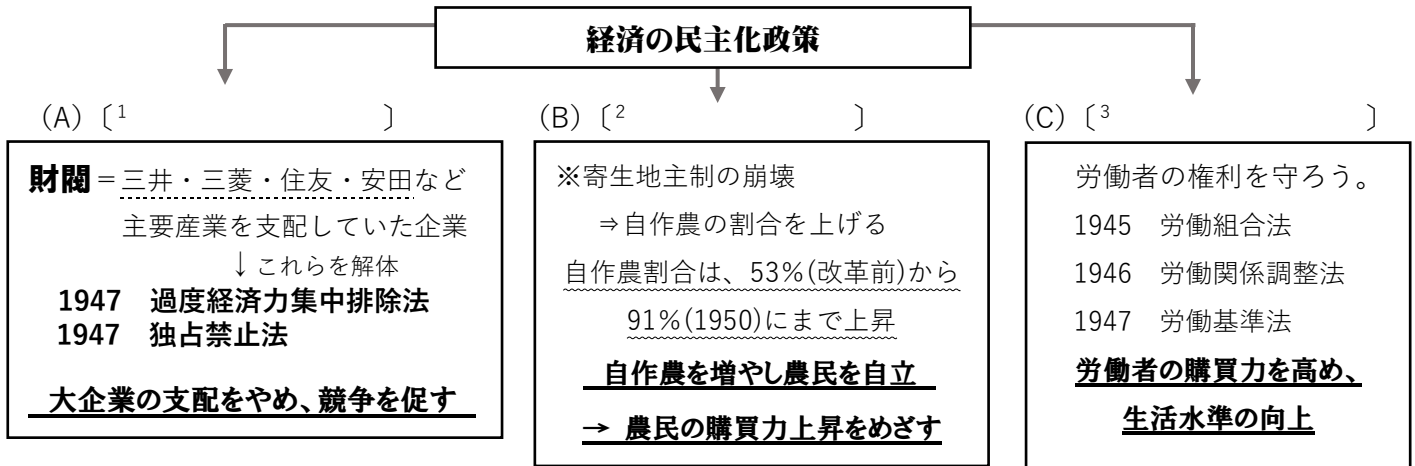 経済の民主化政策
(A)〔1 〕
財閥＝三井・三菱・住友・安田など
主要産業を支配していた企業
↓これらを解体
1947 過度経済力集中排除法
1947 独占禁止法
大企業の支配をやめ、競争を促す
(B)〔2 〕
※寄生地主制の崩壊
⇒自作農の割合を上げる
自作農割合は、53%(改革前)から
91%(1950)にまで上昇
自作農を増やし農民を自立
→ 農民の購買力上昇をめざす
(C)〔3 〕
労働者の権利を守ろう。
1945 労働組合法
1946 労働関係調整法
1947 労働基準法
労働者の購買力を高め、
生活水準の向上